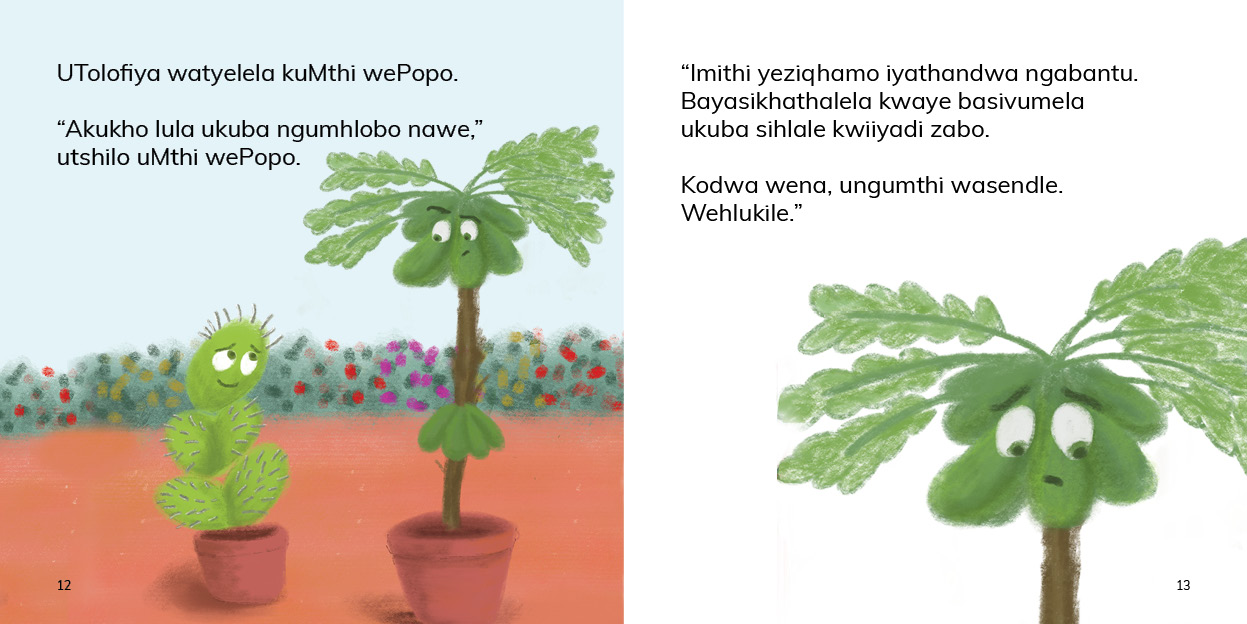 UTolofiya watyelela kuMthi wePopo.
“Akukho lula ukuba ngumhlobo nawe,”
utshilo uMthi wePopo.
12
“Imithi yeziqhamo iyathandwa ngabantu.
Bayasikhathalela kwaye basivumela
ukuba sihlale kwiiyadi zabo.
Kodwa wena, ungumthi wasendle.
Wehlukile.”
13